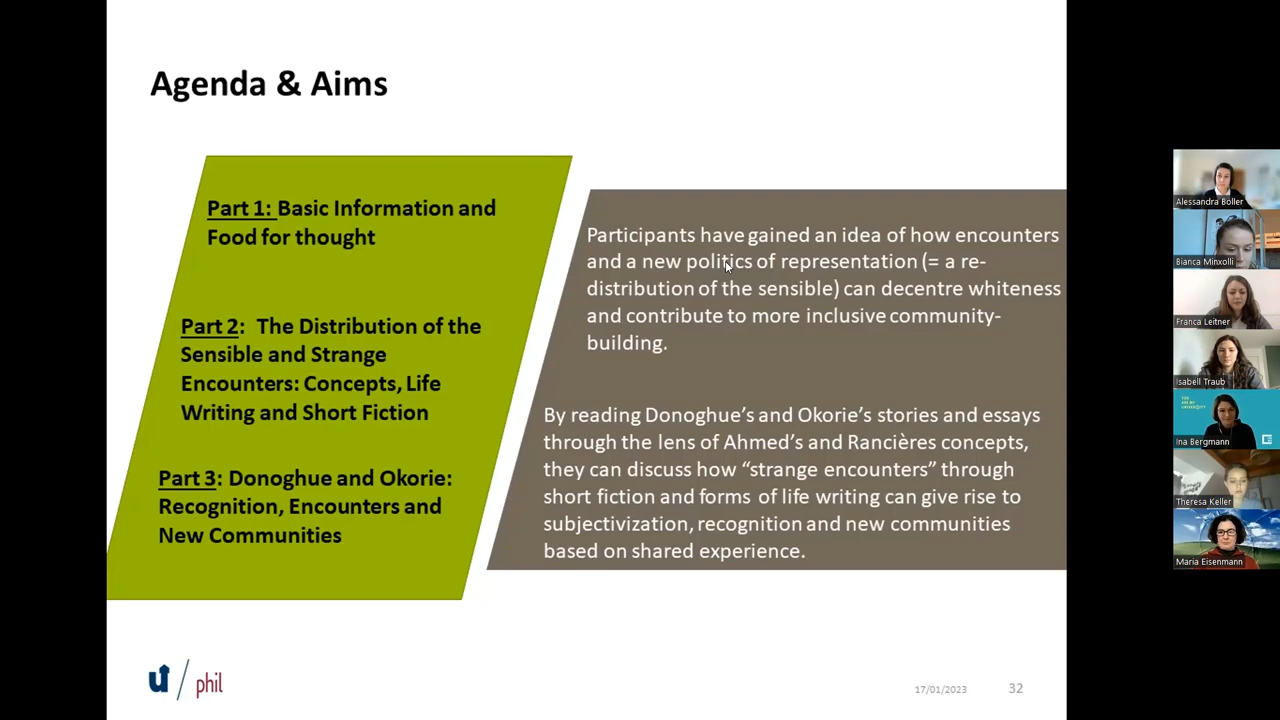 Agenda & Aims
Part 1: Basic Information and
Food for thought
Part 2:  The Distribution of the
Sensible and Strange
Encounters: Concepts, Life
Writing and Short Fiction
Part 3: Donoghue and Okorie:
Recognition, Encounters and
New Communities
Participants have gained an idea of how encounters
and a new politics of representation (= a re-
distribution of the sensible) can decentre whiteness
and contribute to more inclusive community-
building.
By reading Donoghue’s and Okorie’s stories and essays
through the lens of Ahmed’s and Rancières concepts,
they can discuss how “strange encounters” through
short fiction and forms of life writing can give rise to
subjectivization, recognition and new communities
based on shared experience.
u / phil
17/01/2023
32
Alessandra Boller
Bianca Minxolli
Franca Leitner
Isabell Traub
Ina Bergmann
Theresa Keller
Maria Eisenmann